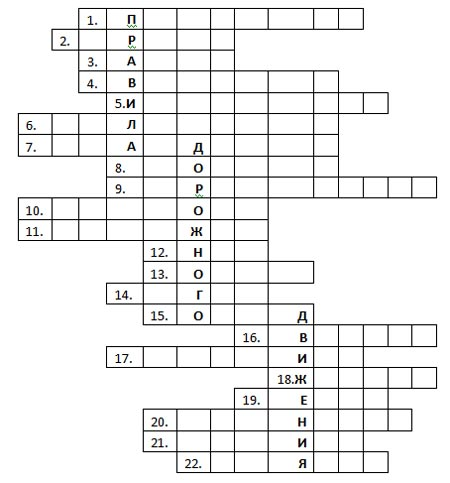 1. П
2. Р
3. А
4. В
5. И
6. Л
7. А Д
8. О
9. Р
10. О
11. Ж
12. Н
13. О
14. Г
15. О Д
16. В
17. И
18. Ж
19. Е
20. Н
21. И
22. Я